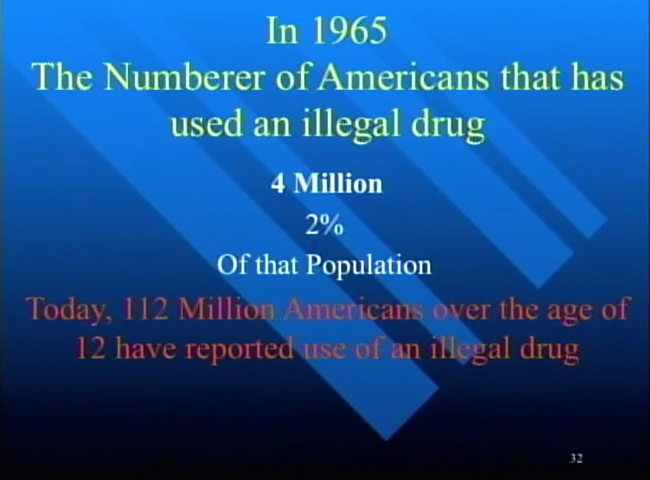 In 1965
The Numberer of Americans that has
used an illegal drug
4 Million
2%
Of that Population
Today, 112 Million Americans over the age of
12 have reported use of an illegal drug
32